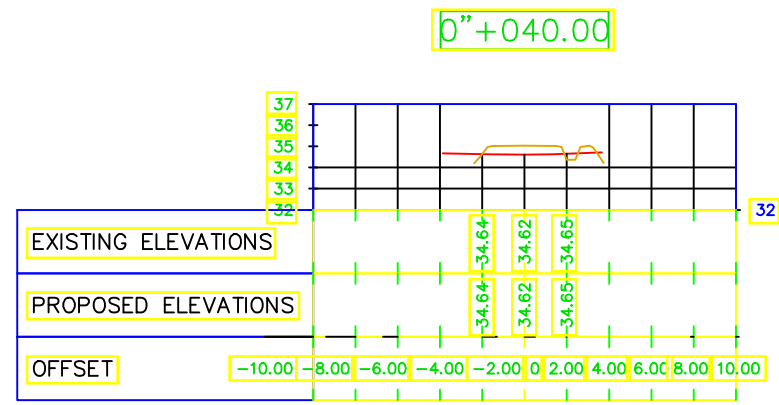 0"+040.00
37
36
35
34
33
32 32
EXISTING ELEVATIONS 34.64 34.62 34.65
PROPOSED ELEVATIONS 34.64 34.62 34.65
OFFSET -10.00 -8.00 -6.00 -4.00 -2.00 0 2.00 4.00 6.00 8.00 10.00